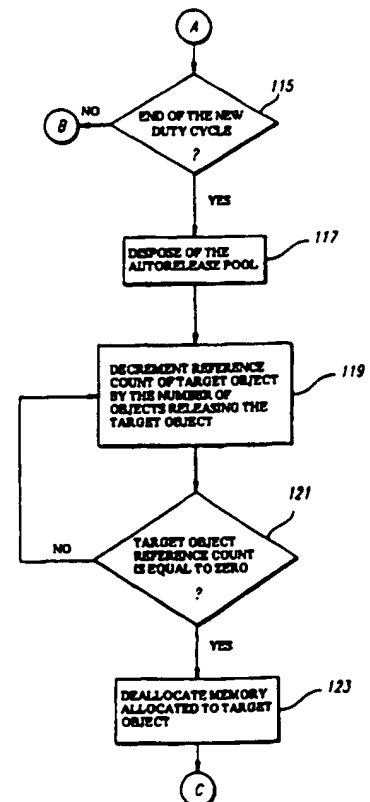 A
115
NO
B
END OF THE NEW
DUTY CYCLE
?
YES
117
DISPOSE OF THE
AUTORELEASE POOL
119
DECREMENT REFERENCE
COUNT OF TARGET OBJECT
BY THE NUMBER OF
OBJECTS RELEASING THE
TARGET OBJECT
121
NO
TARGET OBJECT
REFERENCE COUNT
IS EQUAL TO ZERO
?
YES
123
DEALLOCATE MEMORY
ALLOCATED TO TARGET
OBJECT
C